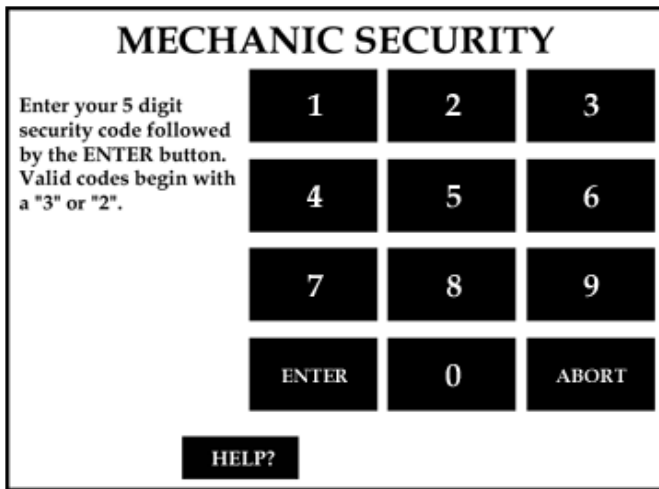 MECHANIC SECURITY
Enter your 5 digit
security code followed
by the ENTER button.
Valid codes begin with
a "3" or "2".
1 2 3
4 5 6
7 8 9
ENTER 0 ABORT
HELP?